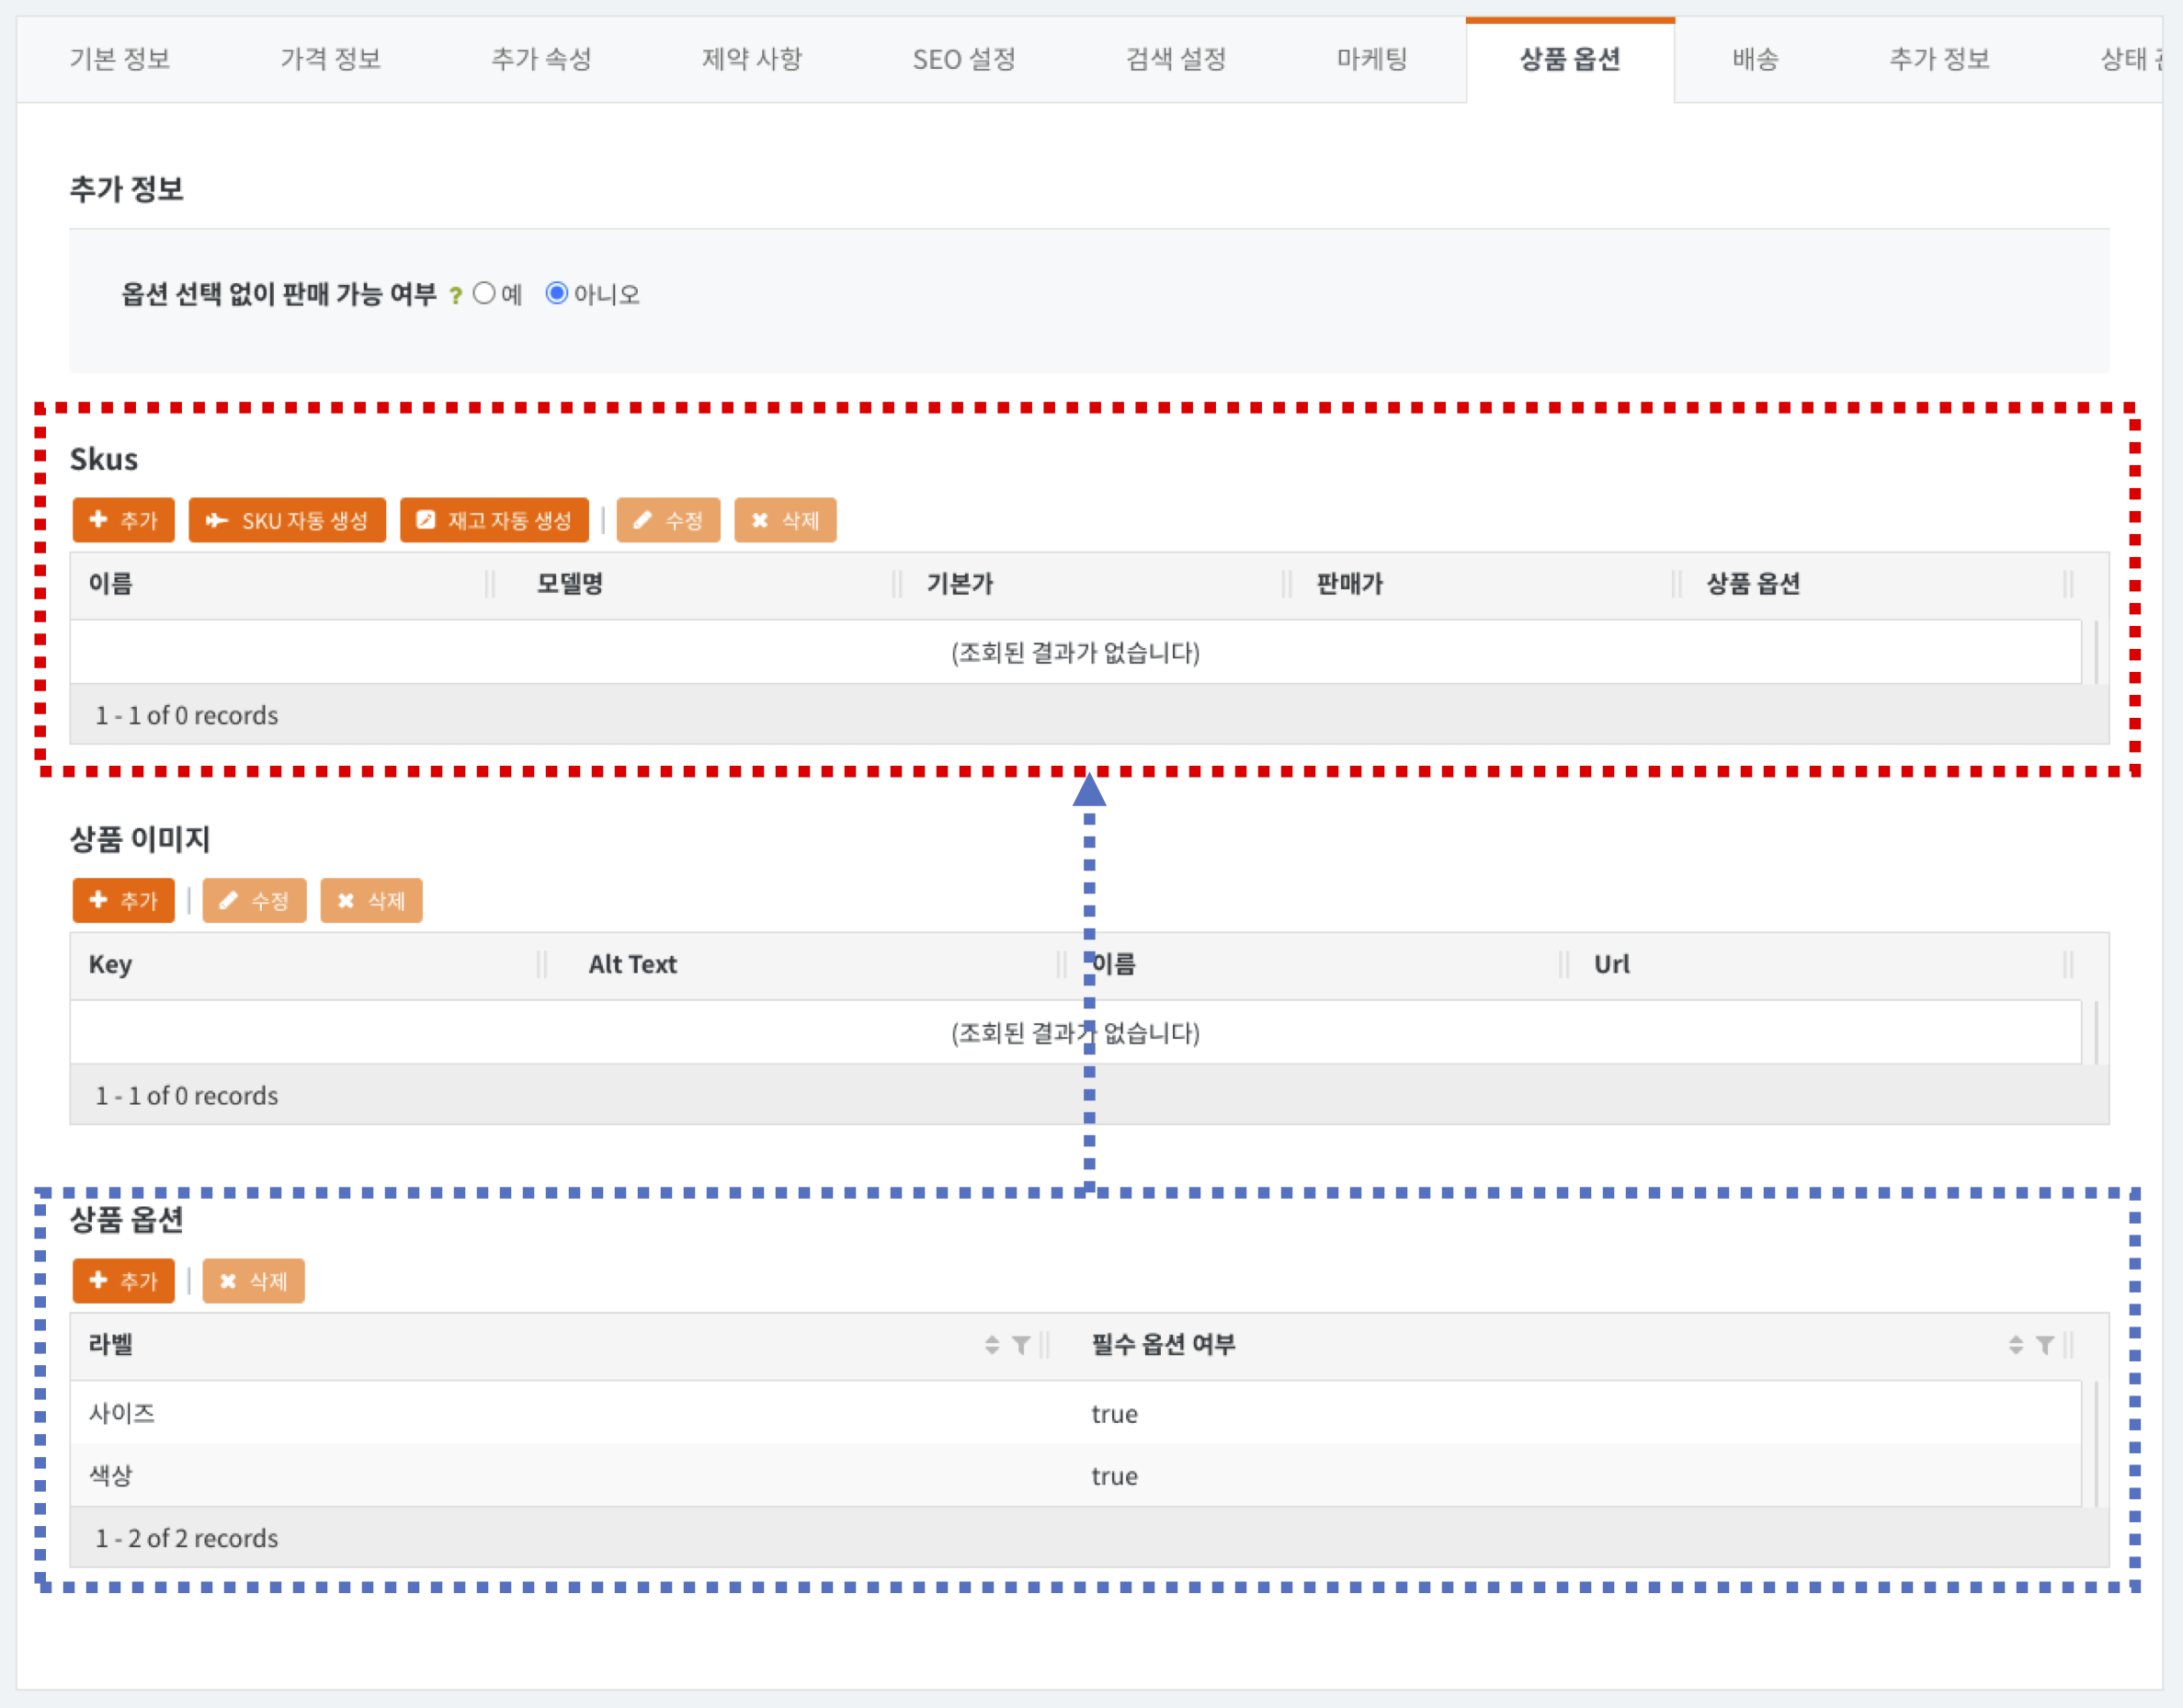 기본 정보 가격 정보 추가 속성 제약 사항 SEO 설정 검색 설정 마케팅 상품 옵션 배송 추가 정보 상태
추가 정보
옵션 선택 없이 판매 가능 여부 ? 예 아니오
Skus
추가 SKU 자동 생성 재고 자동 생성 | 수정 삭제
이름 모델명 기본가 판매가 상품 옵션
(조회된 결과가 없습니다)
1 - 1 of 0 records
상품 이미지
추가 | 수정 삭제
Key Alt Text 이름 Url
(조회된 결과가 없습니다)
1 - 1 of 0 records
상품 옵션
추가 | 삭제
라벨 필수 옵션 여부
사이즈 true
색상 true
1 - 2 of 2 records